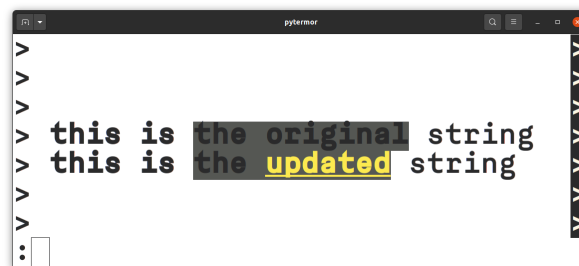 pytermor
>
>
>
> this is the original string
> this is the updated string
>
>
: